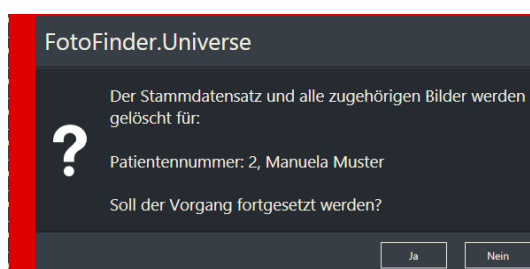 FotoFinder.Universe
Der Stammdatensatz und alle zugehörigen Bilder werden
gelöscht für:
Patientennummer: 2, Manuela Muster
Soll der Vorgang fortgesetzt werden?
Ja
Nein